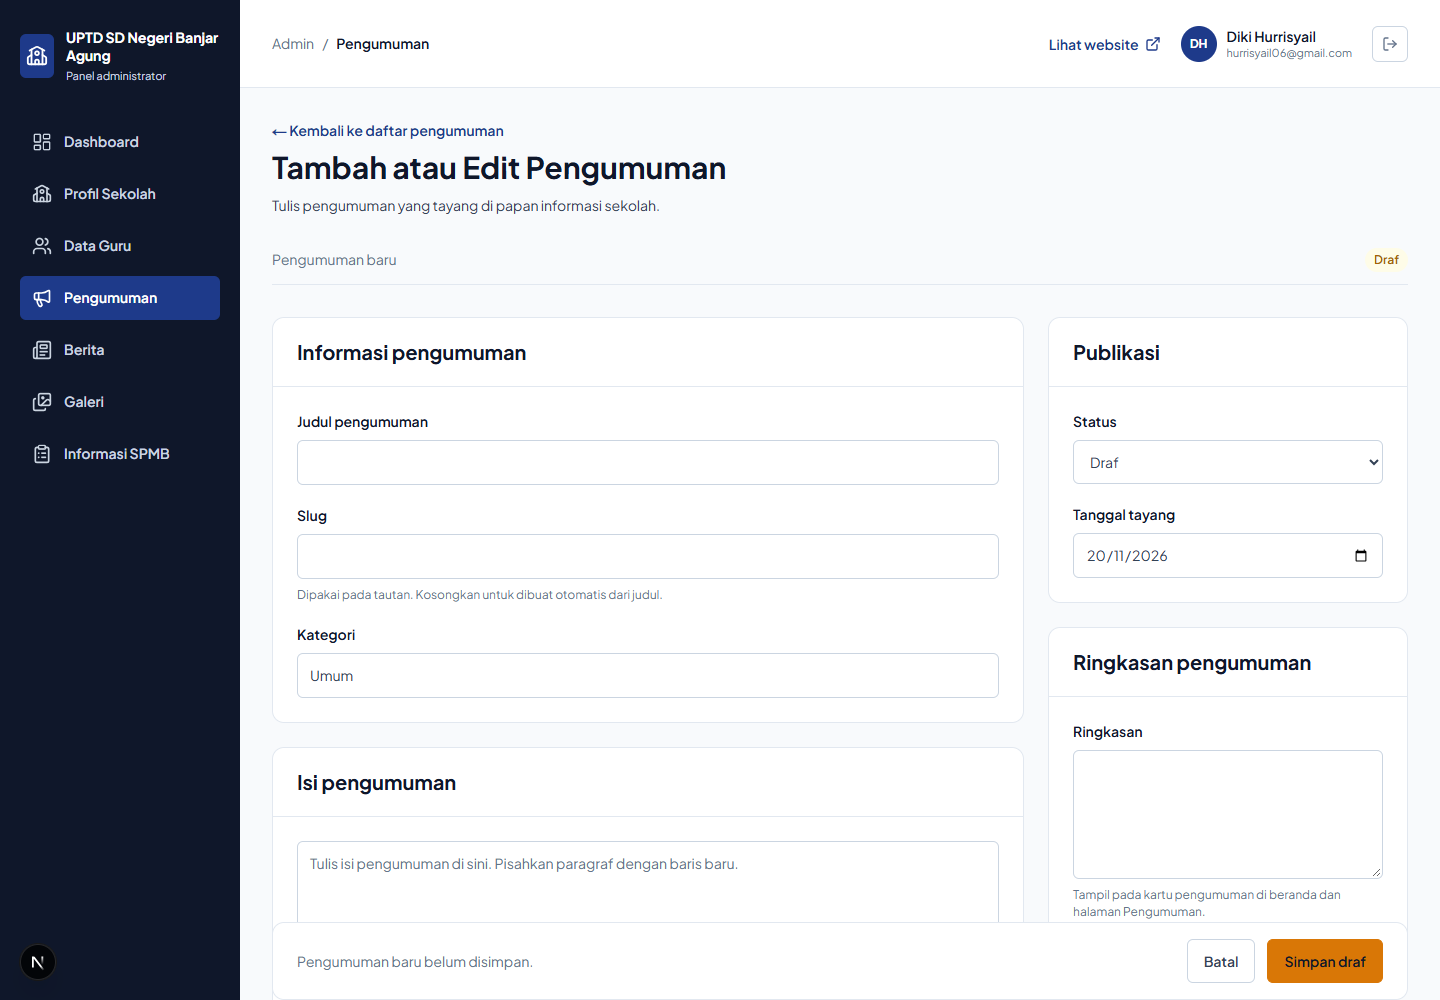 UPTD SD Negeri Banjar
Agung
Panel administrator
Dashboard
Profil Sekolah
Data Guru
Pengumuman
Berita
Galeri
Informasi SPMB
N
Admin / Pengumuman
Lihat website
DH
Diki Hurrisyail
hurrisyail06@gmail.com
← Kembali ke daftar pengumuman
Tambah atau Edit Pengumuman
Tulis pengumuman yang tayang di papan informasi sekolah.
Pengumuman baru
Draf
Informasi pengumuman
Judul pengumuman
Slug
Dipakai pada tautan. Kosongkan untuk dibuat otomatis dari judul.
Kategori
Umum
Isi pengumuman
Tulis isi pengumuman di sini. Pisahkan paragraf dengan baris baru.
Publikasi
Status
Draf
Tanggal tayang
20/11/2026
Ringkasan pengumuman
Ringkasan
Tampil pada kartu pengumuman di beranda dan
halaman Pengumuman.
Pengumuman baru belum disimpan.
Batal
Simpan draf